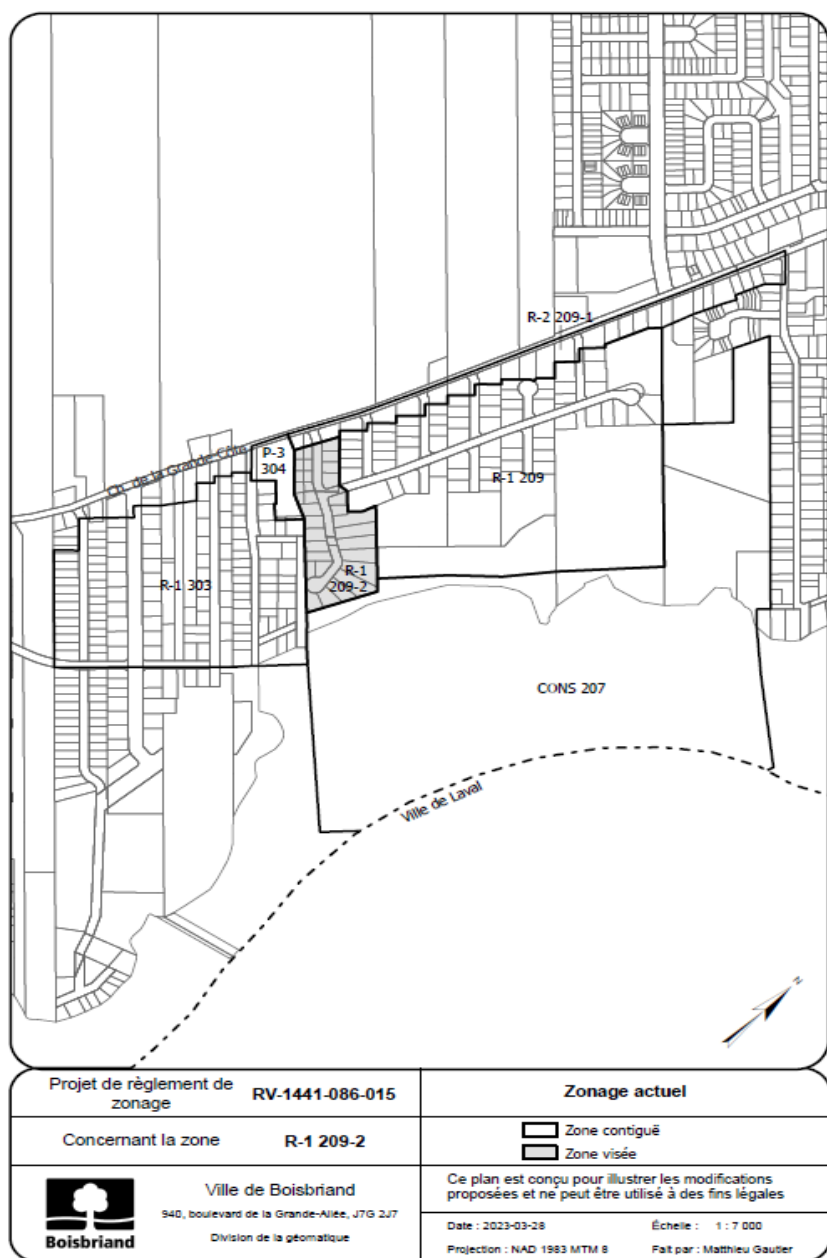 R-2 209-1
Ch. de la Grande-Côte
P-3
304
R-1 209
R-1 303
R-1
209-2
CONS 207
Ville de Laval
N
Projet de règlement de
zonage
RV-1441-086-015
Zonage actuel
Concernant la zone
R-1 209-2
Zone contiguë
Zone visée
Boisbriand
Ville de Boisbriand
940, boulevard de la Grande-Allée, J7G 2J7
Division de la géomatique
Ce plan est conçu pour illustrer les modifications
proposées et ne peut être utilisé à des fins légales
Date : 2023-03-28
Échelle : 1 : 7 000
Projection : NAD 1983 MTM 8
Fait par : Matthieu Gautier